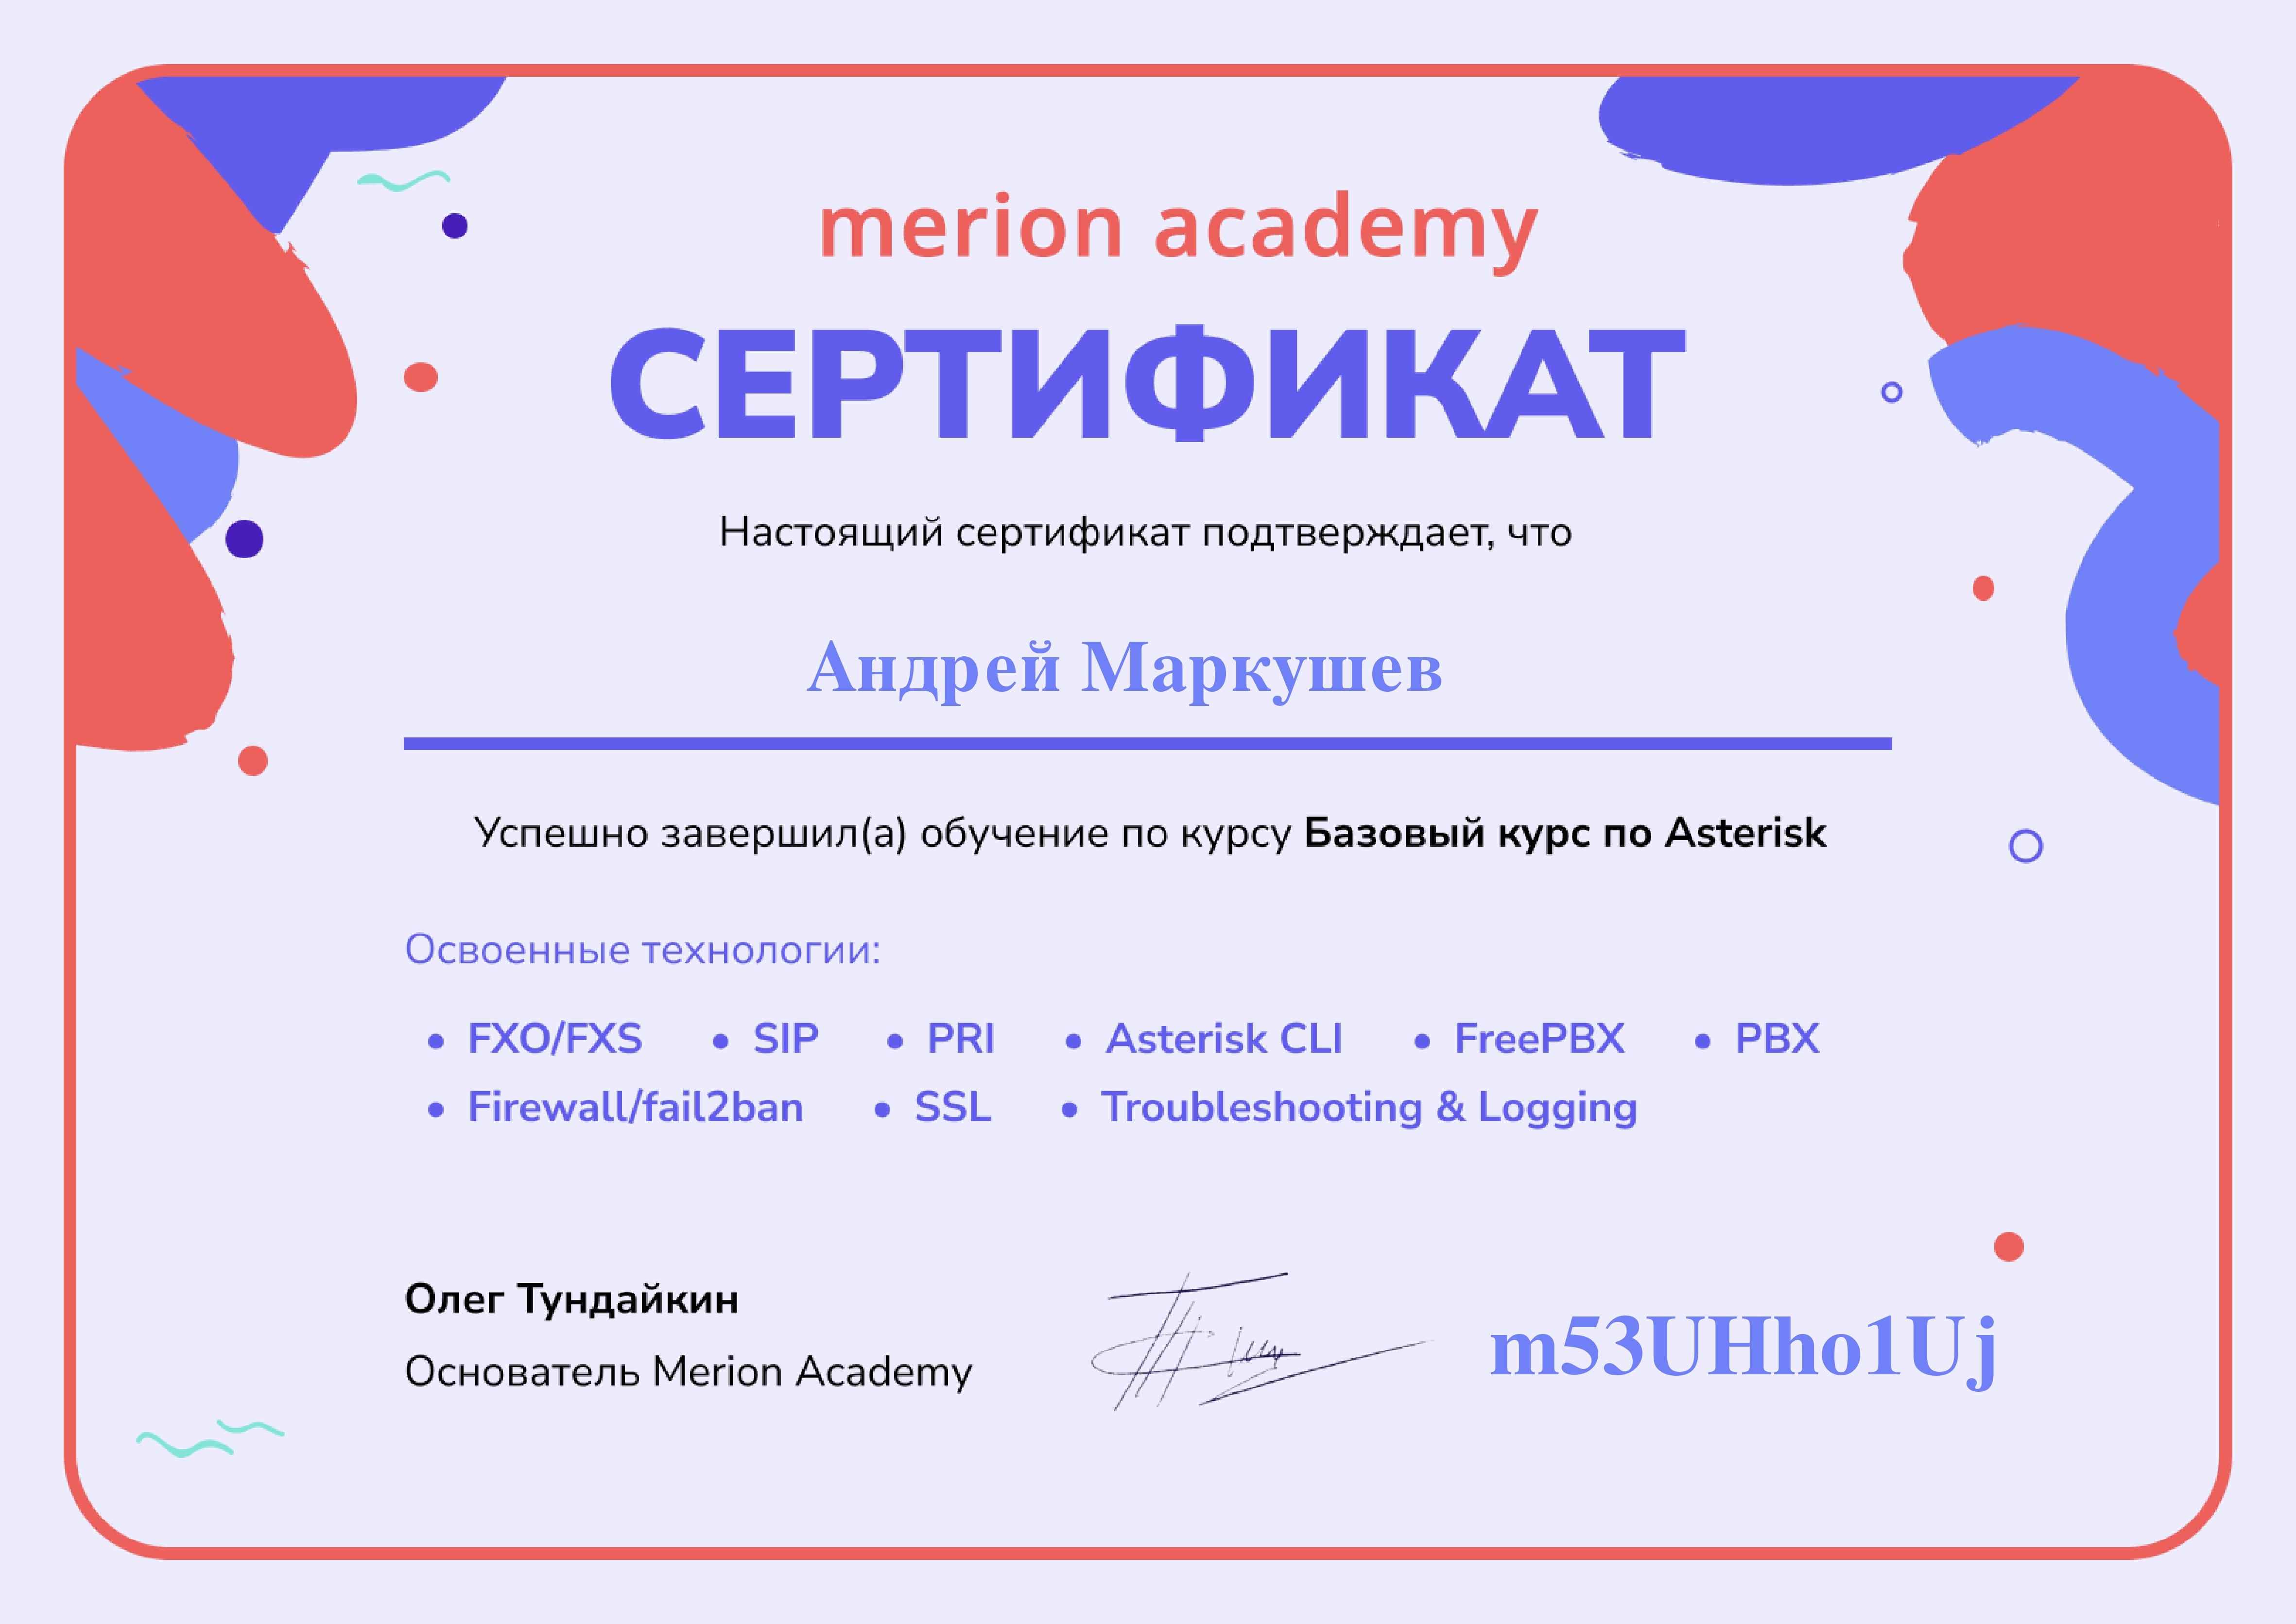 merion academy
СЕРТИФИКАТ
Настоящий сертификат подтверждает, что
Андрей Маркушев
Успешно завершил(а) обучение по курсу Базовый курс по Asterisk
Освоенные технологии:
• FXO/FXS • SIP • PRI • Asterisk CLI • FreePBX • PBX
• Firewall/fail2ban • SSL • Troubleshooting & Logging
Олег Тундайкин
Основатель Merion Academy
m53UHho1Uj